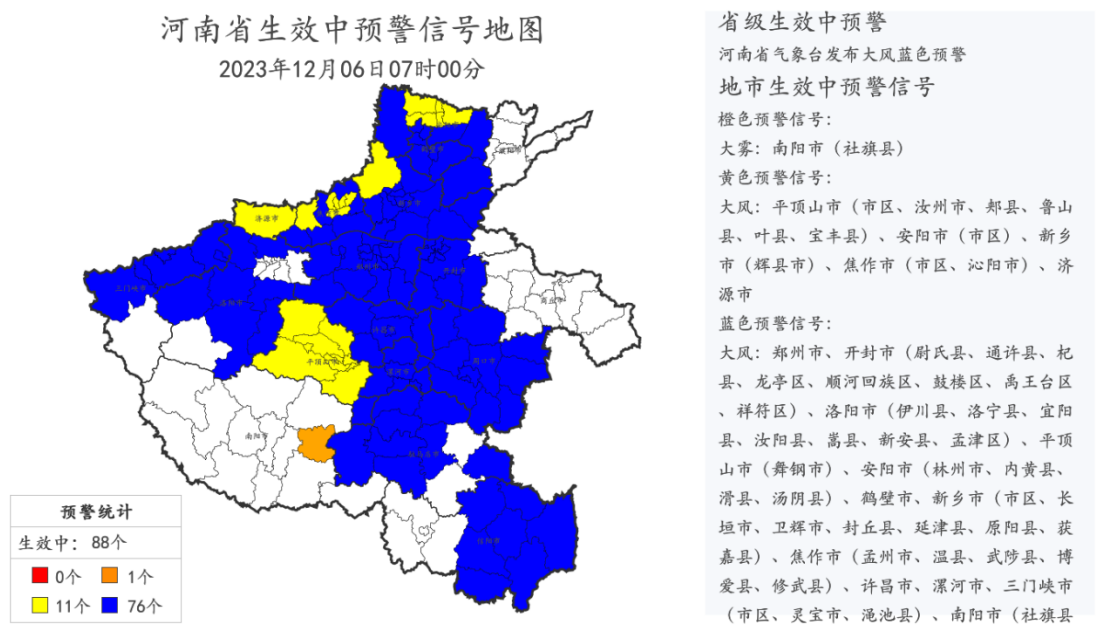 河南省生效中预警信号地图
2023年12月06日07时00分
鹤壁市
新乡市
济源市
郑州市
开封市
三门峡市
洛阳市
商丘市
许昌市
平顶山市
周口市
漯河市
南阳市
驻马店市
信阳市
预警统计
生效中: 88个
0个
1个
11个
76个
省级生效中预警
河南省气象台发布大风蓝色预警
地市生效中预警信号
橙色预警信号:
大雾: 南阳市 (社旗县)
黄色预警信号:
大风: 平顶山市 (市区、汝州市、郏县、鲁山
县、叶县、宝丰县) 、安阳市 (市区) 、新乡
市 (辉县市) 、焦作市 (市区、沁阳市) 、济
源市
蓝色预警信号:
大风: 郑州市、开封市 (尉氏县、通许县、杞
县、龙亭区、顺河回族区、鼓楼区、禹王台区
、祥符区) 、洛阳市 (伊川县、洛宁县、宜阳
县、汝阳县、嵩县、新安县、孟津区) 、平顶
山市 (舞钢市) 、安阳市 (林州市、内黄县、
滑县、汤阴县) 、鹤壁市、新乡市 (市区、长
垣市、卫辉市、封丘县、延津县、原阳县、获
嘉县) 、焦作市 (孟州市、温县、武陟县、博
爱县、修武县) 、许昌市、漯河市、三门峡市
(市区、灵宝市、渑池县) 、南阳市 (社旗县